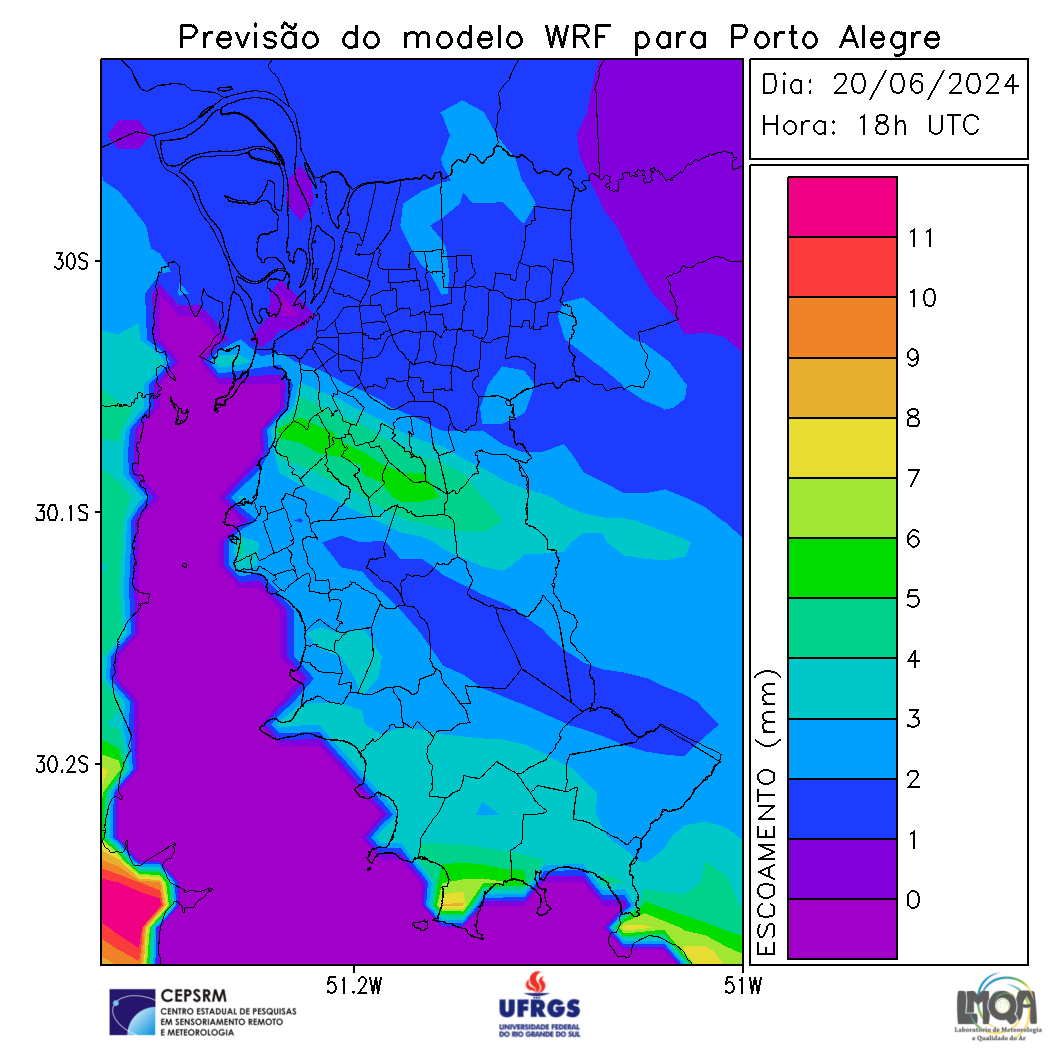 Previsão do modelo WRF para Porto Alegre
Dia: 20/06/2024
Hora: 18h UTC
30S
30.1S
30.2S
51.2W
51W
ESCOAMENTO (mm)
11
10
9
8
7
6
5
4
3
2
1
0
CEPSRM
CENTRO ESTADUAL DE PESQUISAS
EM SENSORIAMENTO REMOTO
E METEOROLOGIA
UFRGS
UNIVERSIDADE FEDERAL
DO RIO GRANDE DO SUL
LMQA
Laboratório de Meteorologia
e Qualidade do Ar